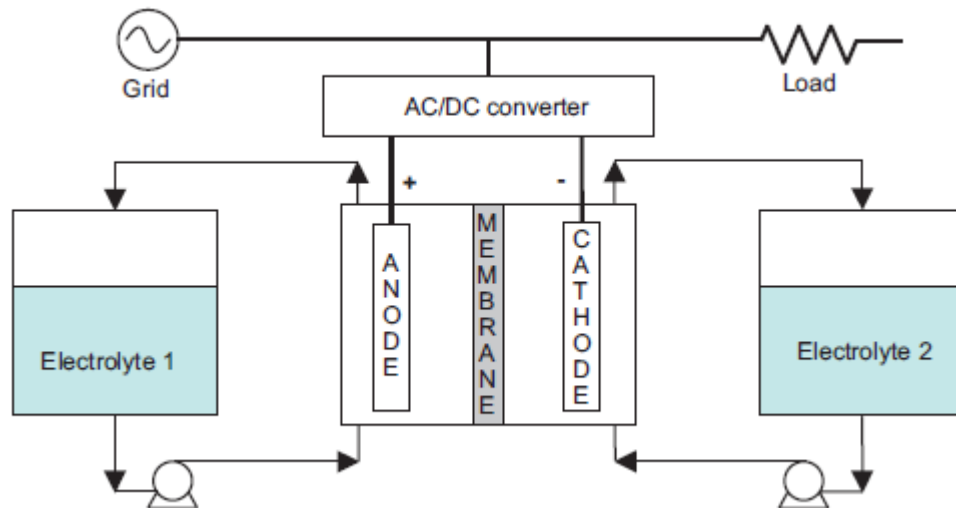 Grid
Load
AC/DC converter
+
-
ANODE
MEMBRANE
CATHODE
Electrolyte 1
Electrolyte 2